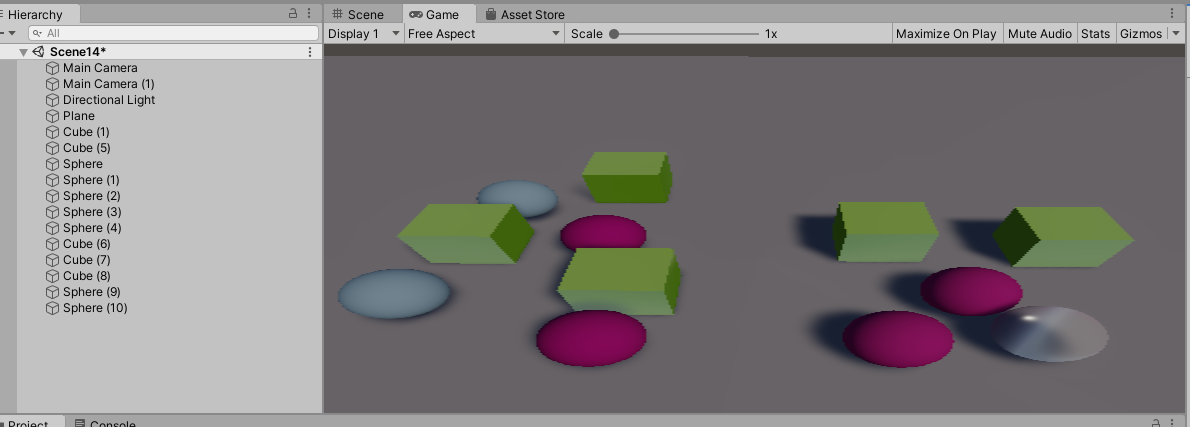 Hierarchy
Scene
Game
Asset Store
All
Display 1
Free Aspect
Scale
1x
Maximize On Play
Mute Audio
Stats
Gizmos
Scene14*
Main Camera
Main Camera (1)
Directional Light
Plane
Cube (1)
Cube (5)
Sphere
Sphere (1)
Sphere (2)
Sphere (3)
Sphere (4)
Cube (6)
Cube (7)
Cube (8)
Sphere (9)
Sphere (10)
Project
Console